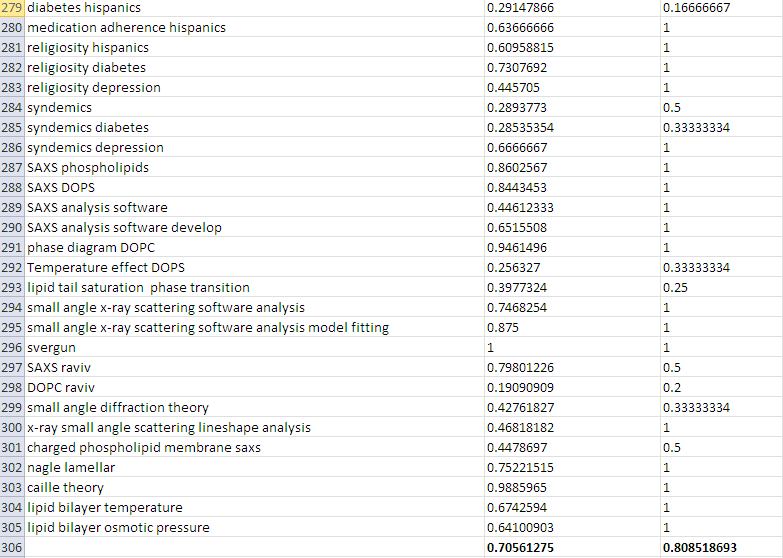 279 diabetes hispanics 0.29147866 0.16666667
280 medication adherence hispanics 0.63666666 1
281 religiosity hispanics 0.60958815 1
282 religiosity diabetes 0.7307692 1
283 religiosity depression 0.445705 1
284 syndemics 0.2893773 0.5
285 syndemics diabetes 0.28535354 0.33333334
286 syndemics depression 0.6666667 1
287 SAXS phospholipids 0.8602567 1
288 SAXS DOPS 0.8443453 1
289 SAXS analysis software 0.44612333 1
290 SAXS analysis software develop 0.6515508 1
291 phase diagram DOPC 0.9461496 1
292 Temperature effect DOPS 0.256327 0.33333334
293 lipid tail saturation  phase transition 0.3977324 0.25
294 small angle x-ray scattering software analysis 0.7468254 1
295 small angle x-ray scattering software analysis model fitting 0.875 1
296 svergun 1 1
297 SAXS raviv 0.79801226 0.5
298 DOPC raviv 0.19090909 0.2
299 small angle diffraction theory 0.42761827 0.33333334
300 x-ray small angle scattering lineshape analysis 0.46818182 1
301 charged phospholipid membrane saxs 0.4478697 0.5
302 nagle lamellar 0.75221515 1
303 caille theory 0.9885965 1
304 lipid bilayer temperature 0.6742594 1
305 lipid bilayer osmotic pressure 0.64100903 1
306 0.70561275 0.808518693